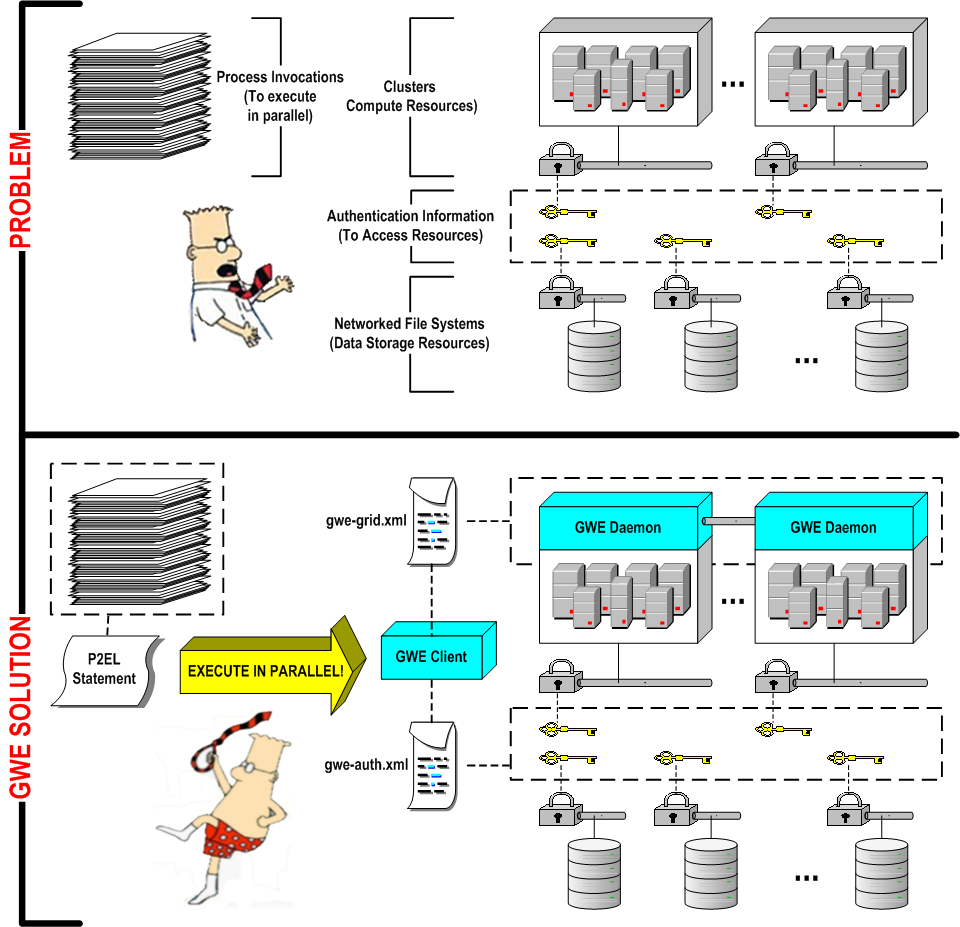 PROBLEM
Process Invocations
(To execute
in parallel)
Clusters
Compute Resources)
...
Authentication Information
(To Access Resources)
Networked File Systems
(Data Storage Resources)
...
GWE SOLUTION
gwe-grid.xml
GWE Daemon
GWE Daemon
...
P2EL
Statement
EXECUTE IN PARALLEL!
GWE Client
gwe-auth.xml
...